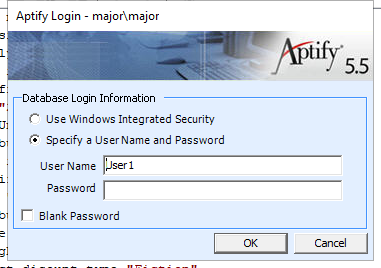 Aptify Login - major\major
Aptify 5.5
Database Login Information
Use Windows Integrated Security
Specify a User Name and Password
User Name User1
Password
Blank Password
OK Cancel
"Fiction"